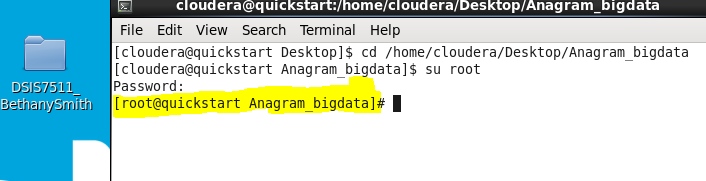 cloudera@quickstart:/home/cloudera/Desktop/Anagram_bigdata
File Edit View Search Terminal Help
[cloudera@quickstart Desktop]$ cd /home/cloudera/Desktop/Anagram_bigdata
[cloudera@quickstart Anagram_bigdata]$ su root
Password:
[root@quickstart Anagram_bigdata]#
DSIS7511_
BethanySmith